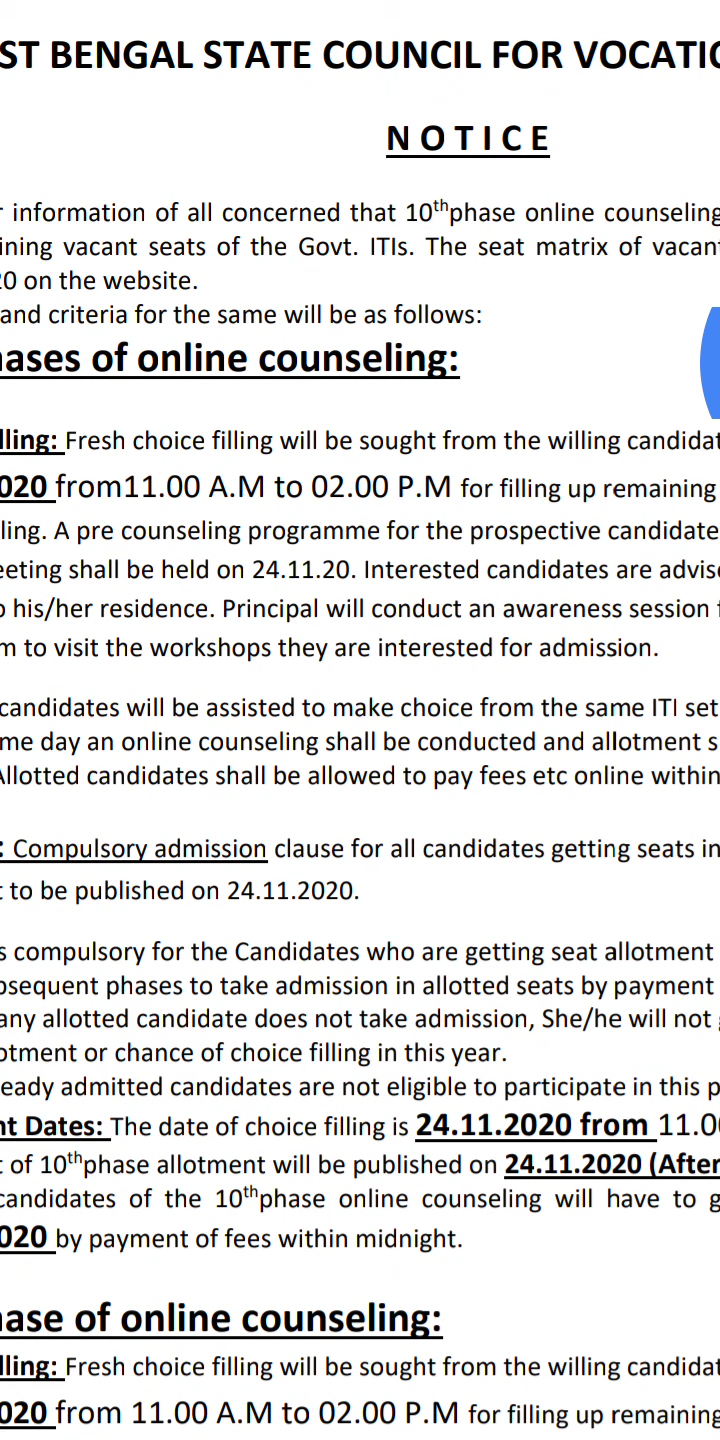 ST BENGAL STATE COUNCIL FOR VOCATIO
NOTICE
r information of all concerned that 10thphase online counseling
ining vacant seats of the Govt. ITIs. The seat matrix of vacant
20 on the website.
and criteria for the same will be as follows:
ases of online counseling:
lling: Fresh choice filling will be sought from the willing candidat
020 from11.00 A.M to 02.00 P.M for filling up remaining
ling. A pre counseling programme for the prospective candidate
eeting shall be held on 24.11.20. Interested candidates are advise
o his/her residence. Principal will conduct an awareness session f
m to visit the workshops they are interested for admission.
candidates will be assisted to make choice from the same ITI set
me day an online counseling shall be conducted and allotment s
Allotted candidates shall be allowed to pay fees etc online within
: Compulsory admission clause for all candidates getting seats in
t to be published on 24.11.2020.
s compulsory for the Candidates who are getting seat allotment
bsequent phases to take admission in allotted seats by payment
any allotted candidate does not take admission, She/he will not g
otment or chance of choice filling in this year.
eady admitted candidates are not eligible to participate in this p
nt Dates: The date of choice filling is 24.11.2020 from 11.00
t of 10thphase allotment will be published on 24.11.2020 (After
candidates of the 10thphase online counseling will have to g
020 by payment of fees within midnight.
ase of online counseling:
lling: Fresh choice filling will be sought from the willing candidat
020 from 11.00 A.M to 02.00 P.M for filling up remaining